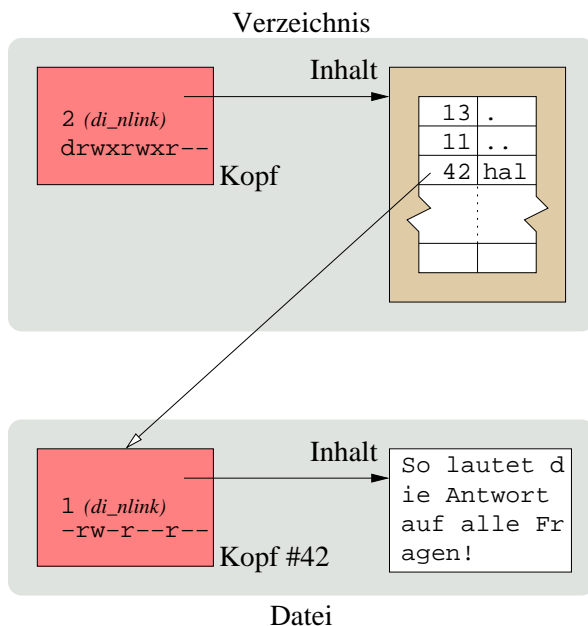 Verzeichnis
Inhalt
2 (di_nlink)
drwxrwxr--
Kopf
13 .
11 ..
42 hal
Inhalt
1 (di_nlink)
-rw-r--r--
Kopf #42
So lautet d
ie Antwort
auf alle Fr
agen!
Datei